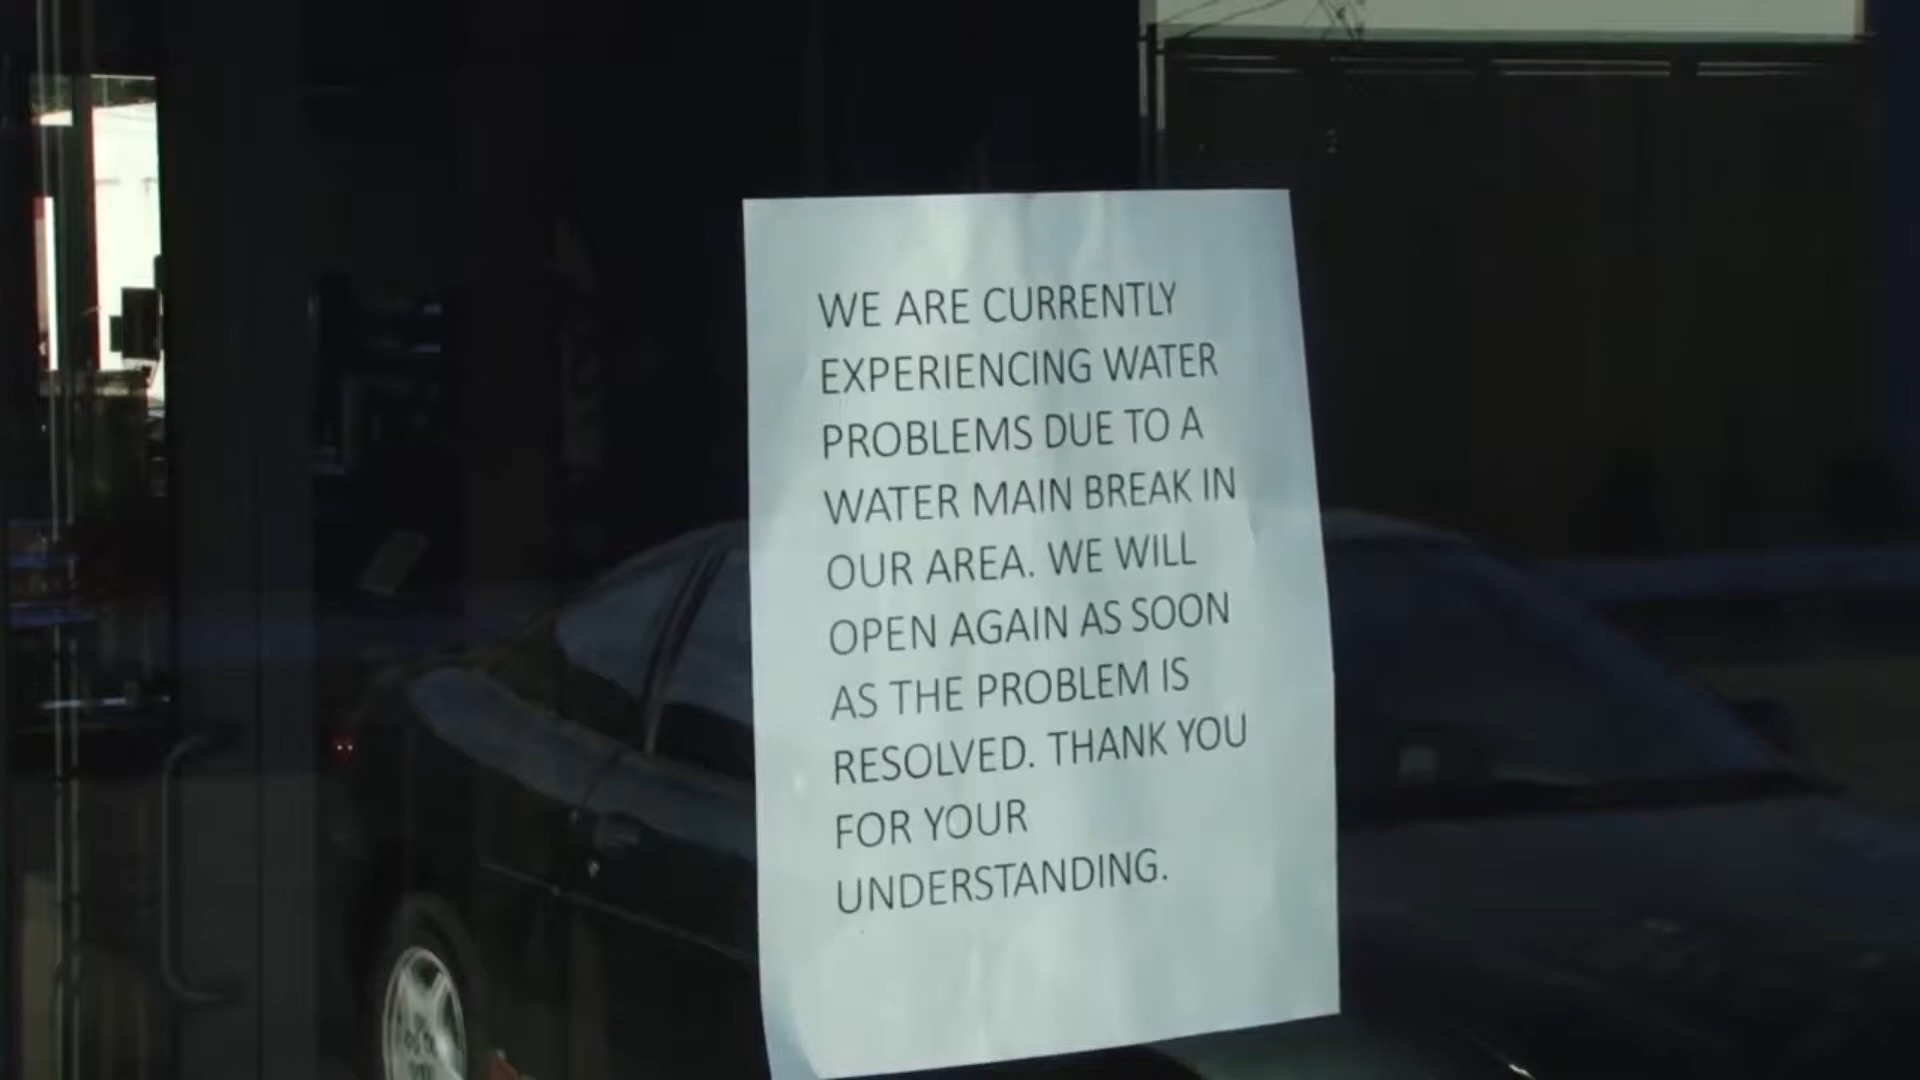 WE ARE CURRENTLY
EXPERIENCING WATER
PROBLEMS DUE TO A
WATER MAIN BREAK IN
OUR AREA. WE WILL
OPEN AGAIN AS SOON
AS THE PROBLEM IS
RESOLVED. THANK YOU
FOR YOUR
UNDERSTANDING.